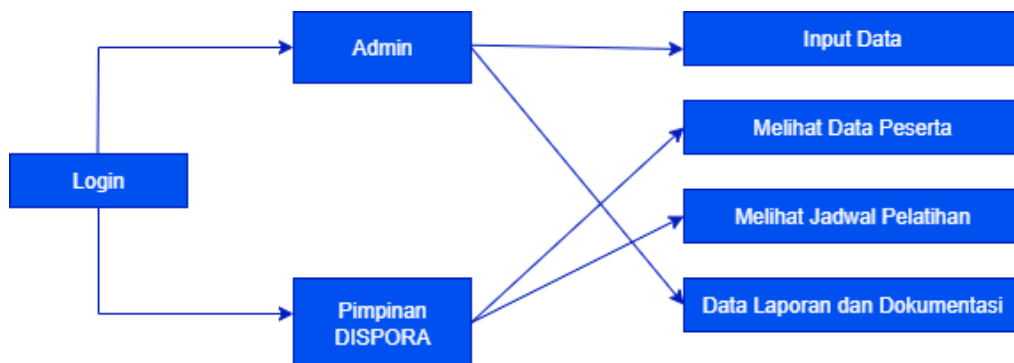 Login
Admin
Pimpinan
DISPORA
Input Data
Melihat Data Peserta
Melihat Jadwal Pelatihan
Data Laporan dan Dokumentasi